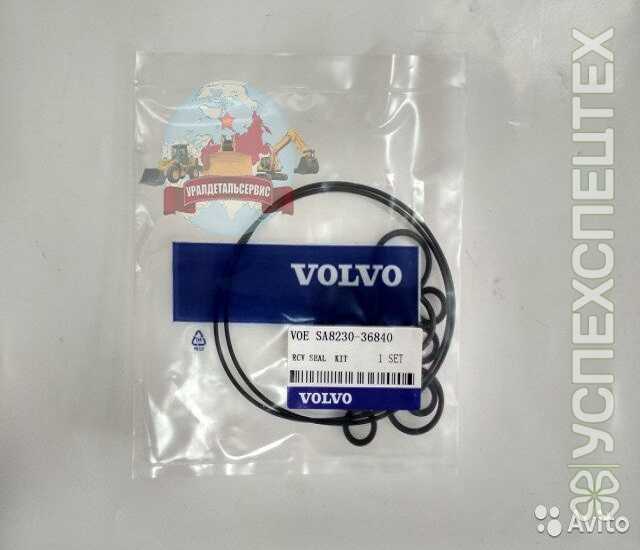 УРАЛДЕТАЛЬСЕРВИС
VOLVO
VOE SA8230-36840
RCV SEAL KIT 1 SET
VOLVO
УСПЕХСПЕЦТЕХ
Avito